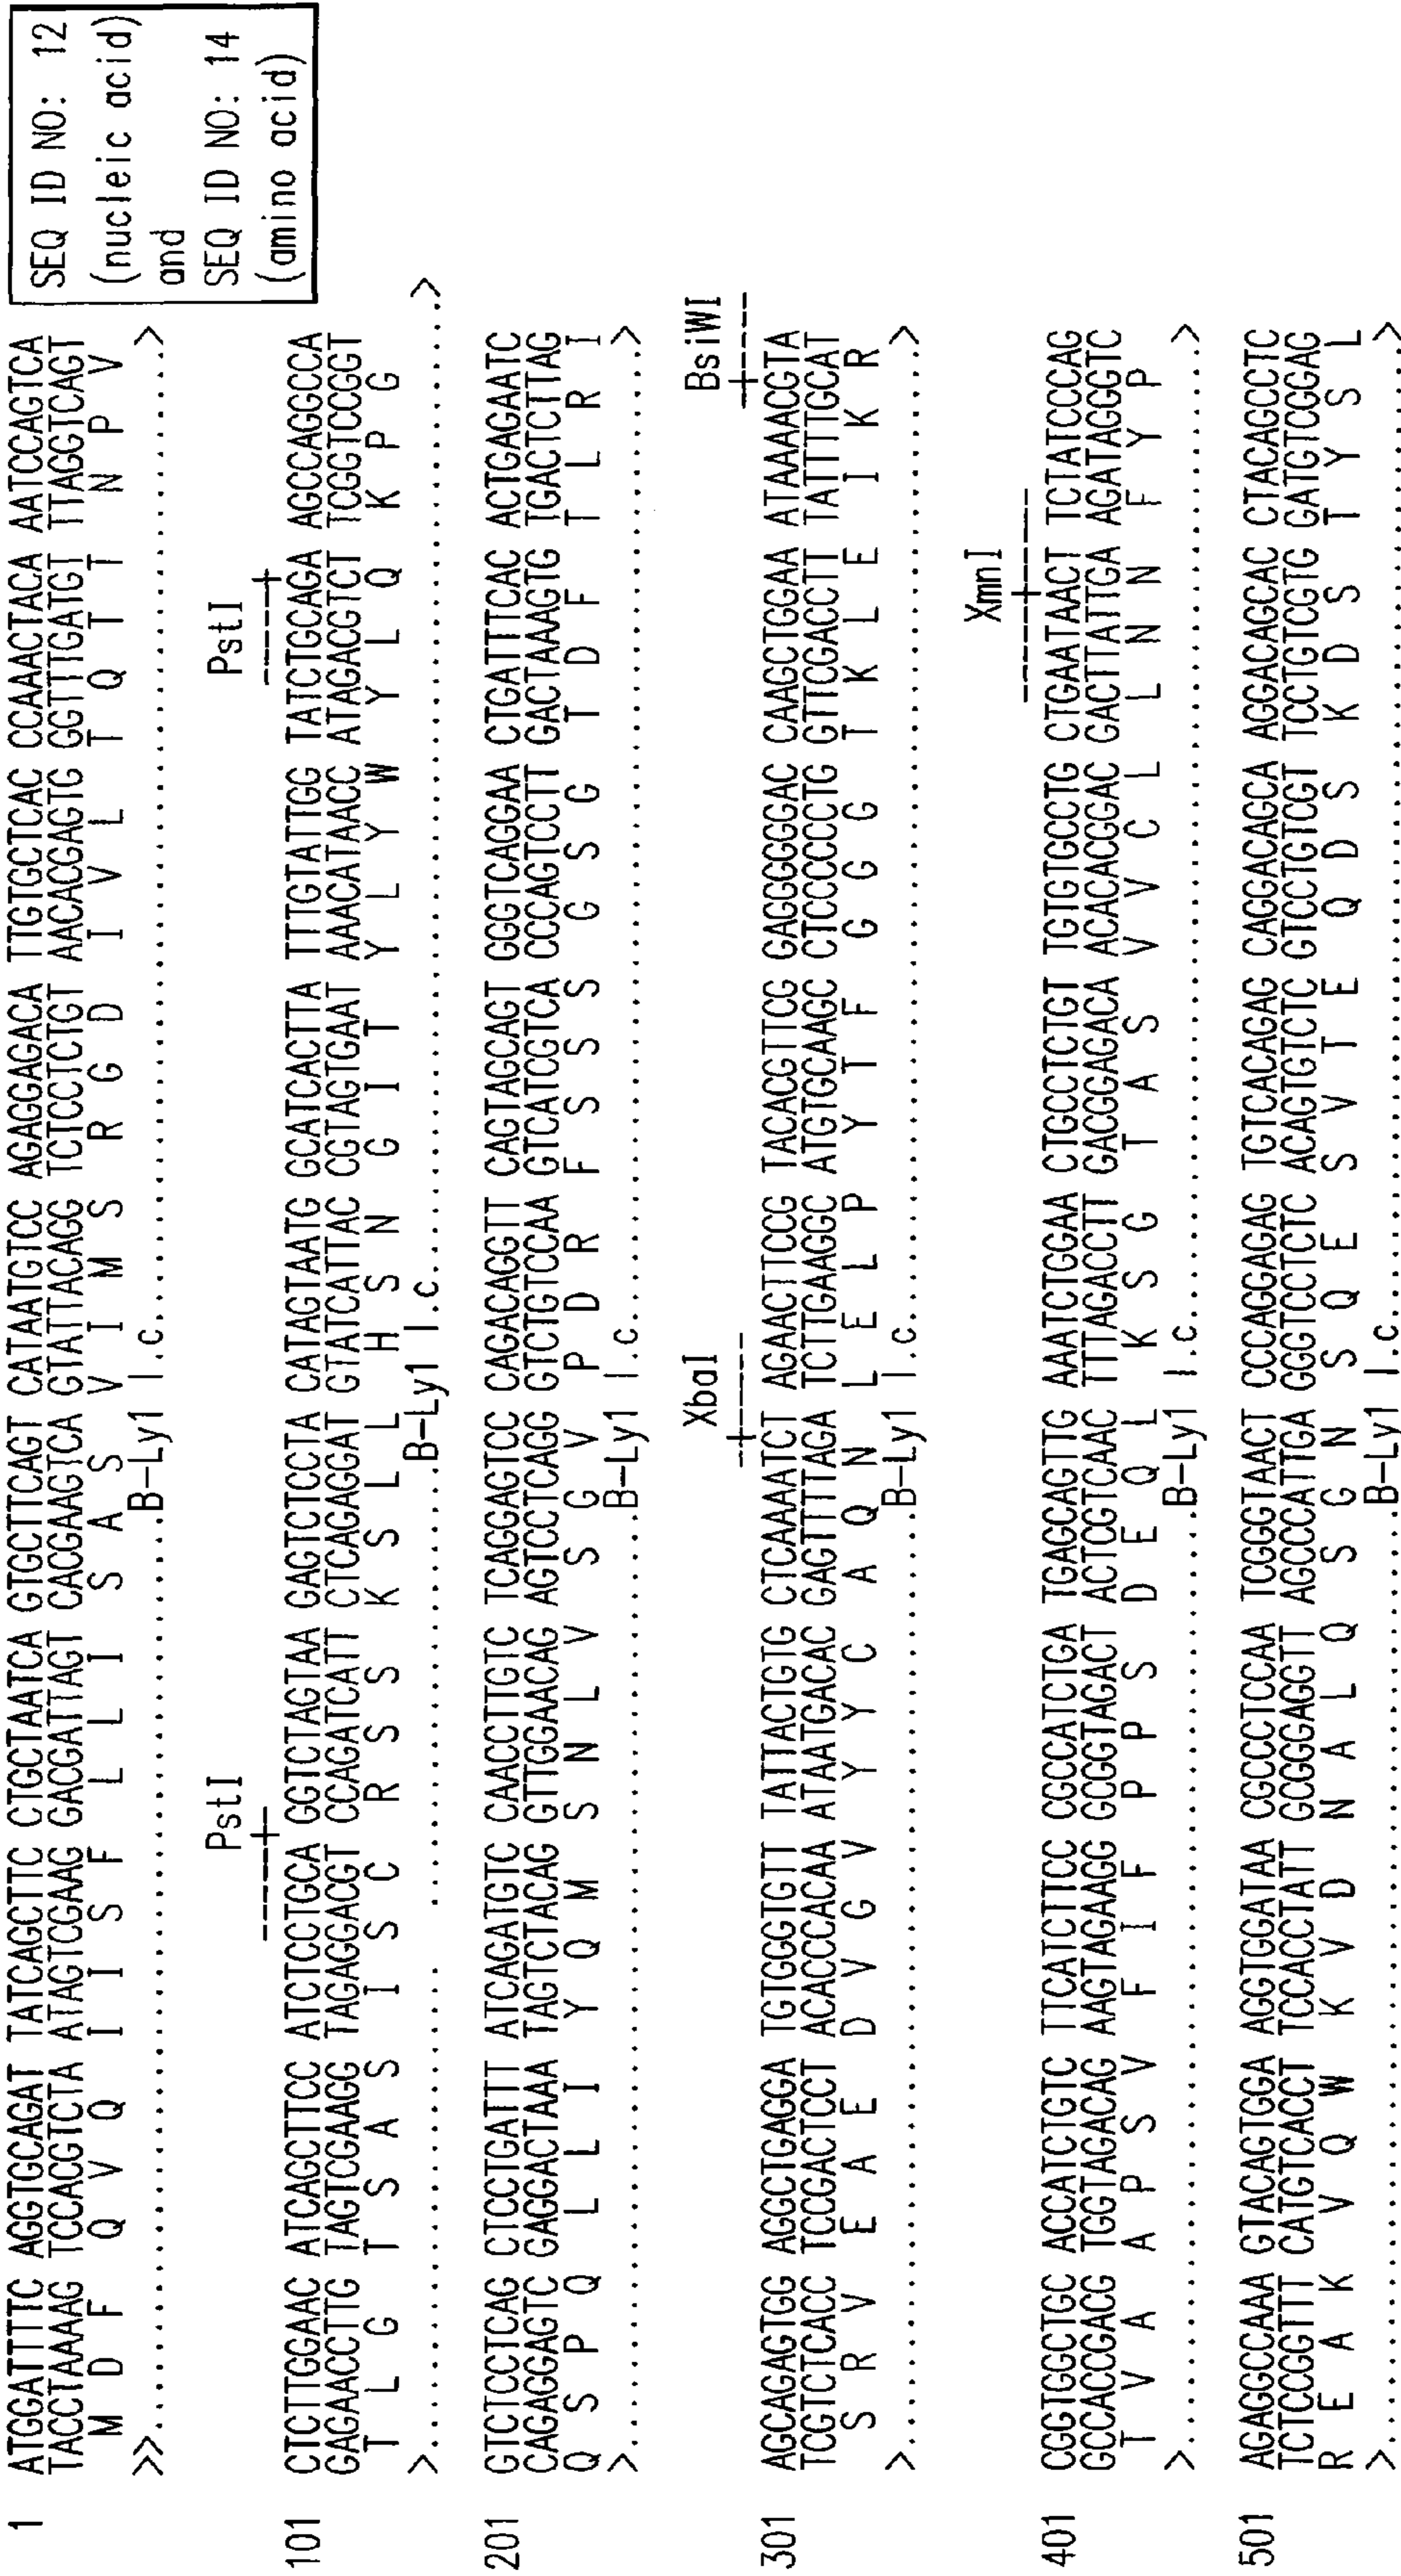 SEQ ID NO: 12
(nucleic acid)
and
SEQ ID NO: 14
(amino acid)
1 ATGGATTTTC AGGTGCAGAT TATCAGCTTC CTGCTAATCA GTGCTTCAGT CATAATGTCC AGAGGAGACA TTGTGCTCAC CCAAACTACA AATCCAGTCA
TACCTAAAAG TCCACGTCTA ATAGTCGAAG GACGATTAGT CACGAAGTCA GTATTACAGG TCTCCTCTGT AACACGAGTG GGTTTGATGT TTAGGTCAGT
M D F Q V Q I I S F L L I S A S V I M S R G D I V L T Q T T N P V
>>..........B-Ly1 l.c..........>
PstI PstI
101 CTCTTGGAAC ATCAGCTTCC ATCTCCTGCA GGTCTAGTAA GAGTCTCCTA CATAGTAATG GCATCACTTA TTTGTATTGG TATCTGCAGA AGCCAGGCCA
GAGAACCTTG TAGTCGAAGG TAGAGGACGT CCAGATCATT CTCAGAGGAT GTATCATTAC CGTAGTGAAT AAACATAACC ATAGACGTCT TCGGTCCGGT
T L G T S A S I S C R S S K S L L H S N G I T Y L Y W Y L Q K P G
>..........B-Ly1 l.c..........>
201 GTCTCCTCAG CTCCTGATTT ATCAGATGTC CAACCTTGTC TCAGGAGTCC CAGACAGGTT CAGTAGCAGT GGGTCAGGAA CTGATTTCAC ACTGAGAATC
CAGAGGAGTC GAGGACTAAA TAGTCTACAG GTTGGAACAG AGTCCTCAGG GTCTGTCCAA GTCATCGTCA CCCAGTCCTT GACTAAAGTG TGACTCTTAG
Q S P Q L L I Y Q M S N L V S G V P D R F S S S G S G T D F T L R I
>..........B-Ly1 l.c..........>
XbaI BsiWI
301 AGCAGAGTGG AGGCTGAGGA TGTGGGTGTT TATTACTGTG CTCAAAATCT AGAACTTCCG TACACGTTCG GAGGGGGGAC CAAGCTGGAA ATAAAACGTA
TCGTCTCACC TCCGACTCCT ACACCCACAA ATAATGACAC GAGTTTTAGA TCTTGAAGGC ATGTGCAAGC CTCCCCCCTG GTTCGACCTT TATTTTGCAT
S R V E A E D V G V Y Y C A Q N L E L P Y T F G G G T K L E I K R
>..........B-Ly1 l.c..........>
XmnI
401 CGGTGGCTGC ACCATCTGTC TTCATCTTCC CGCCATCTGA TGAGCAGTTG AAATCTGGAA CTGCCTCTGT TGTGTGCCTG CTGAATAACT TCTATCCCAG
GCCACCGACG TGGTAGACAG AAGTAGAAGG GCGGTAGACT ACTCGTCAAC TTTAGACCTT GACGGAGACA ACACACGGAC GACTTATTGA AGATAGGGTC
T V A A P S V F I F P P S D E Q L K S G T A S V V C L L N N F Y P
>..........B-Ly1 l.c..........>
501 AGAGGCCAAA GTACAGTGGA AGGTGGATAA CGCCCTCCAA TCGGGTAACT CCCAGGAGAG TGTCACAGAG CAGGACAGCA AGGACAGCAC CTACAGCCTC
TCTCCGGTTT CATGTCACCT TCCACCTATT GCGGGAGGTT AGCCCATTGA GGGTCCTCTC ACAGTGTCTC GTCCTGTCGT TCCTGTCGTG GATGTCGGAG
R E A K V Q W K V D N A L Q S G N S Q E S V T E Q D S K D S T Y S L
>..........B-Ly1 l.c..........>